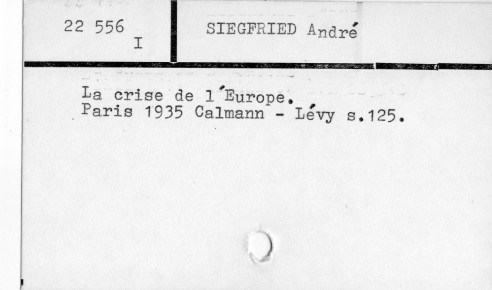 22 556
I
SIEGFRIED André
La crise de l'Europe.
Paris 1935 Calmann - Lévy s.125.